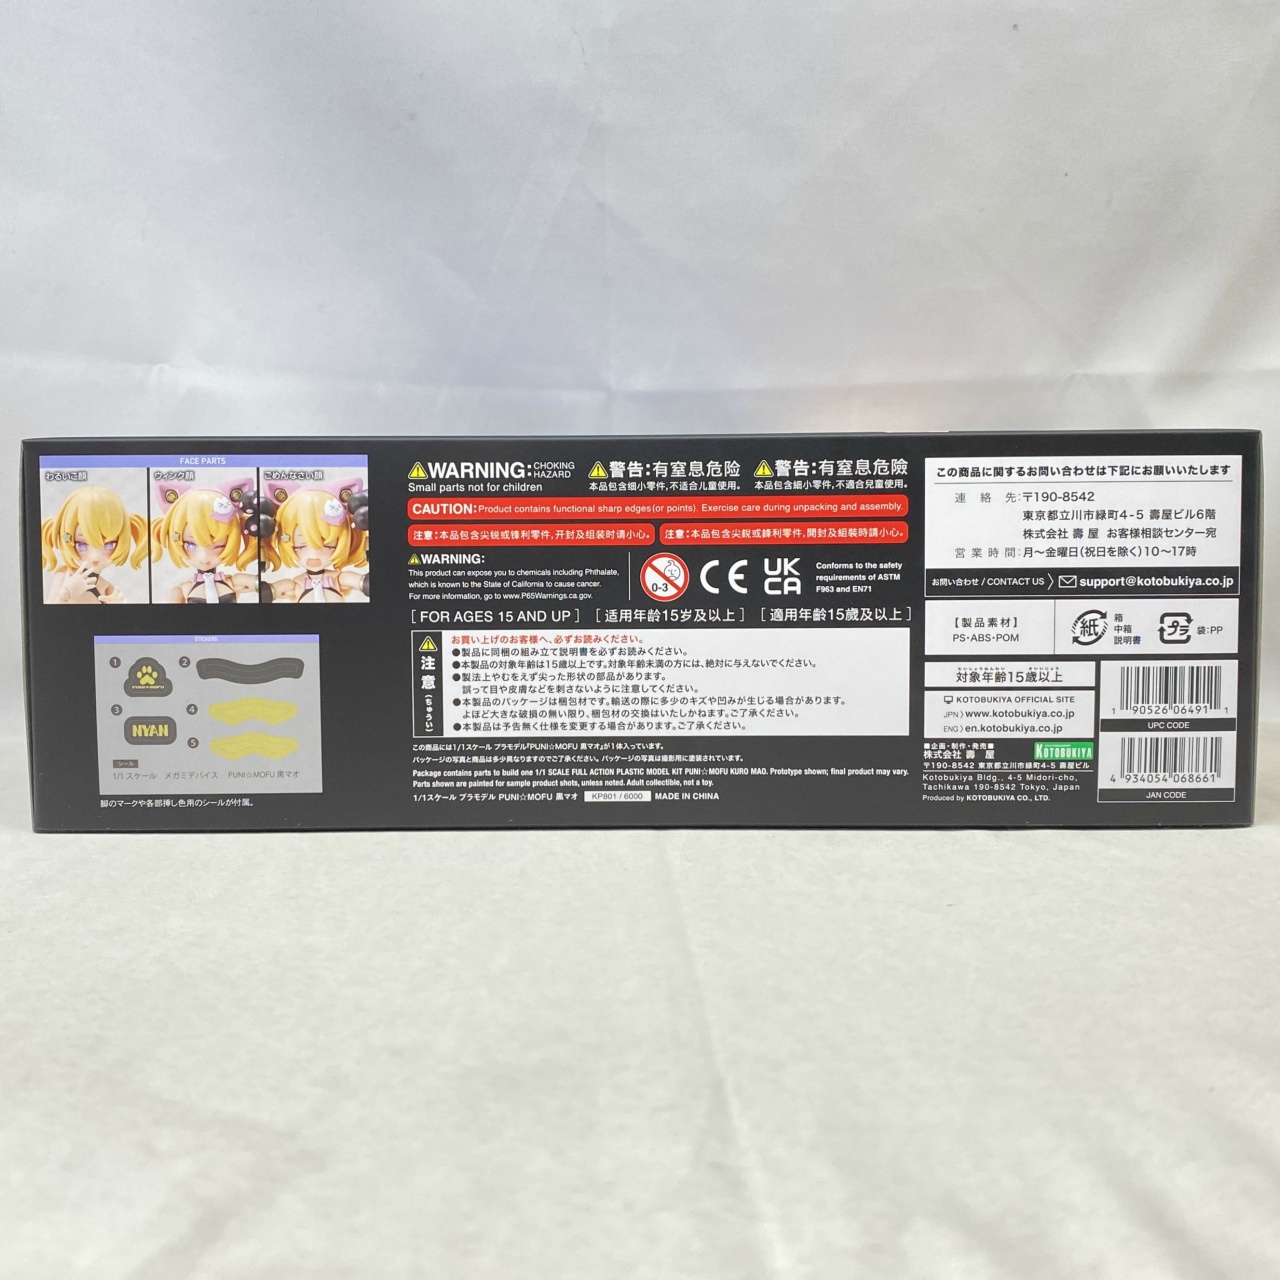 FACE PARTS
わるいこ顔
ウィンク顔
ごめんなさい顔
STICKERS
1
2
3
NYAN
4
5
シール
1/1スケール メガミデバイス PUNI☆MOFU 黒マオ
脚のマークや各部挿し色用のシールが付属。
WARNING: CHOKING HAZARD
Small parts not for children
警告:有窒息危险
本品包含细小零件,不适合儿童使用。
警告:有窒息危險
本品包含細小零件,不適合兒童使用。
CAUTION: Product contains functional sharp edges(or points). Exercise care during unpacking and assembly.
注意:本品包含尖锐或锋利零件,开封及组装时请小心。
注意:本品包含尖銳或鋒利零件,開封及組裝時請小心。
WARNING:
This product can expose you to chemicals including Phthalate,
which is known to the State of California to cause cancer.
For more information, go to www.P65Warnings.ca.gov.
0-3
CE
UK
CA
Conforms to the safety
requirements of ASTM
F963 and EN71
[FOR AGES 15 AND UP] [适用年龄15岁及以上] [適用年齡15歲及以上]
注意(ちゅうい)
お買い上げのお客様へ、必ずお読みください。
●製品に同梱の組み立て説明書を必ずお読みください。
●本製品の対象年齢は15歳以上です。対象年齢未満の方には、絶対に与えないでください。
●製法上やむをえず尖った形状の部品があります。
誤って目や皮膚などを刺さないように注意してください。
●本製品のパッケージは梱包材です。輸送の際に多少のキズや凹みが生じる場合があります。
よほど大きな破損の無い限り、梱包材の交換はいたしかねます。ご了承ください。
●本製品は予告無く仕様を変更する場合があります。ご了承ください。
この商品には1/1スケール プラモデル『PUNI☆MOFU 黒マオ』が1体入っています。
パッケージの写真と商品は多少異なりますのでご了承ください。パッケージの写真は撮影用に塗装されています。
Package contains parts to build one 1/1 SCALE FULL ACTION PLASTIC MODEL KIT PUNI☆MOFU KURO MAO. Prototype shown; final product may vary.
Parts shown are painted for sample product shots, unless noted. Adult collectible, not a toy.
1/1スケール プラモデル PUNI☆MOFU 黒マオ KP801 / 6000 MADE IN CHINA
この商品に関するお問い合わせは下記にお願いいたします
連絡先:〒190-8542
東京都立川市緑町4-5 壽屋ビル6階
株式会社 壽 屋 お客様相談センター宛
営業時間:月〜金曜日(祝日を除く)10〜17時
お問い合わせ / CONTACT US support@kotobukiya.co.jp
【製品素材】
PS・ABS・POM
紙
箱
中箱
説明書
プラ
袋:PP
対象年齢15歳以上
KOTOBUKIYA OFFICIAL SITE
JPN www.kotobukiya.co.jp
ENG en.kotobukiya.co.jp
■企画・制作・発売■
株式会社 壽 屋
KOTOBUKIYA
〒190-8542 東京都立川市緑町4-5 壽屋ビル
Kotobukiya Bldg., 4-5 Midori-cho,
Tachikawa 190-8542 Tokyo, Japan
Produced by KOTOBUKIYA CO., LTD.
1 90526 06491 1
UPC CODE
4 934054 068661
JAN CODE